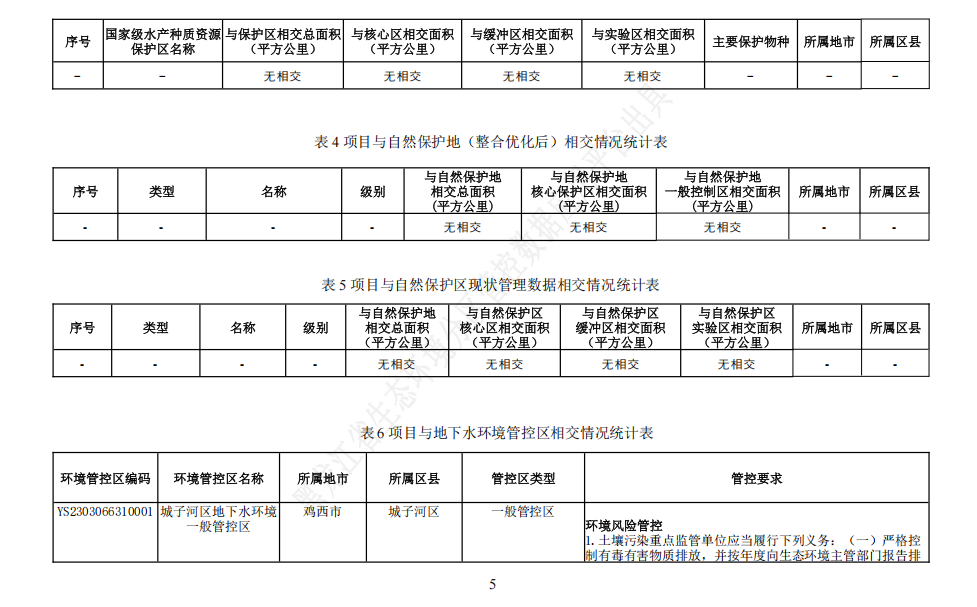 序号 国家级水产种质资源 与保护区相交总面积 与核心区相交面积 与缓冲区相交面积 与实验区相交面积 主要保护物种 所属地市 所属区县
保护区名称 （平方公里） （平方公里） （平方公里） （平方公里）
– – 无相交 无相交 无相交 无相交 – – –
表 4 项目与自然保护地（整合优化后）相交情况统计表
序号 类型 名称 级别 与自然保护地 与自然保护地 与自然保护地 所属地市 所属区县
相交总面积 核心保护区相交面积 一般控制区相交面积
(平方公里) (平方公里) (平方公里)
- - - - 无相交 无相交 无相交 - -
表 5 项目与自然保护区现状管理数据相交情况统计表
序号 类型 名称 级别 与自然保护地 与自然保护区 与自然保护区 与自然保护区 所属地市 所属区县
相交总面积 核心区相交面积 缓冲区相交面积 实验区相交面积
（平方公里） （平方公里） （平方公里） （平方公里）
- - - - 无相交 无相交 无相交 无相交 - -
表 6 项目与地下水环境管控区相交情况统计表
环境管控区编码 环境管控区名称 所属地市 所属区县 管控区类型 管控要求
YS2303066310001 城子河区地下水环境 鸡西市 城子河区 一般管控区
一般管控区
环境风险管控
1.土壤污染重点监管单位应当履行下列义务：（一）严格控
制有毒有害物质排放，并按年度向生态环境主管部门报告排
黑龙江省生态环境分区管控数据平台出具
5